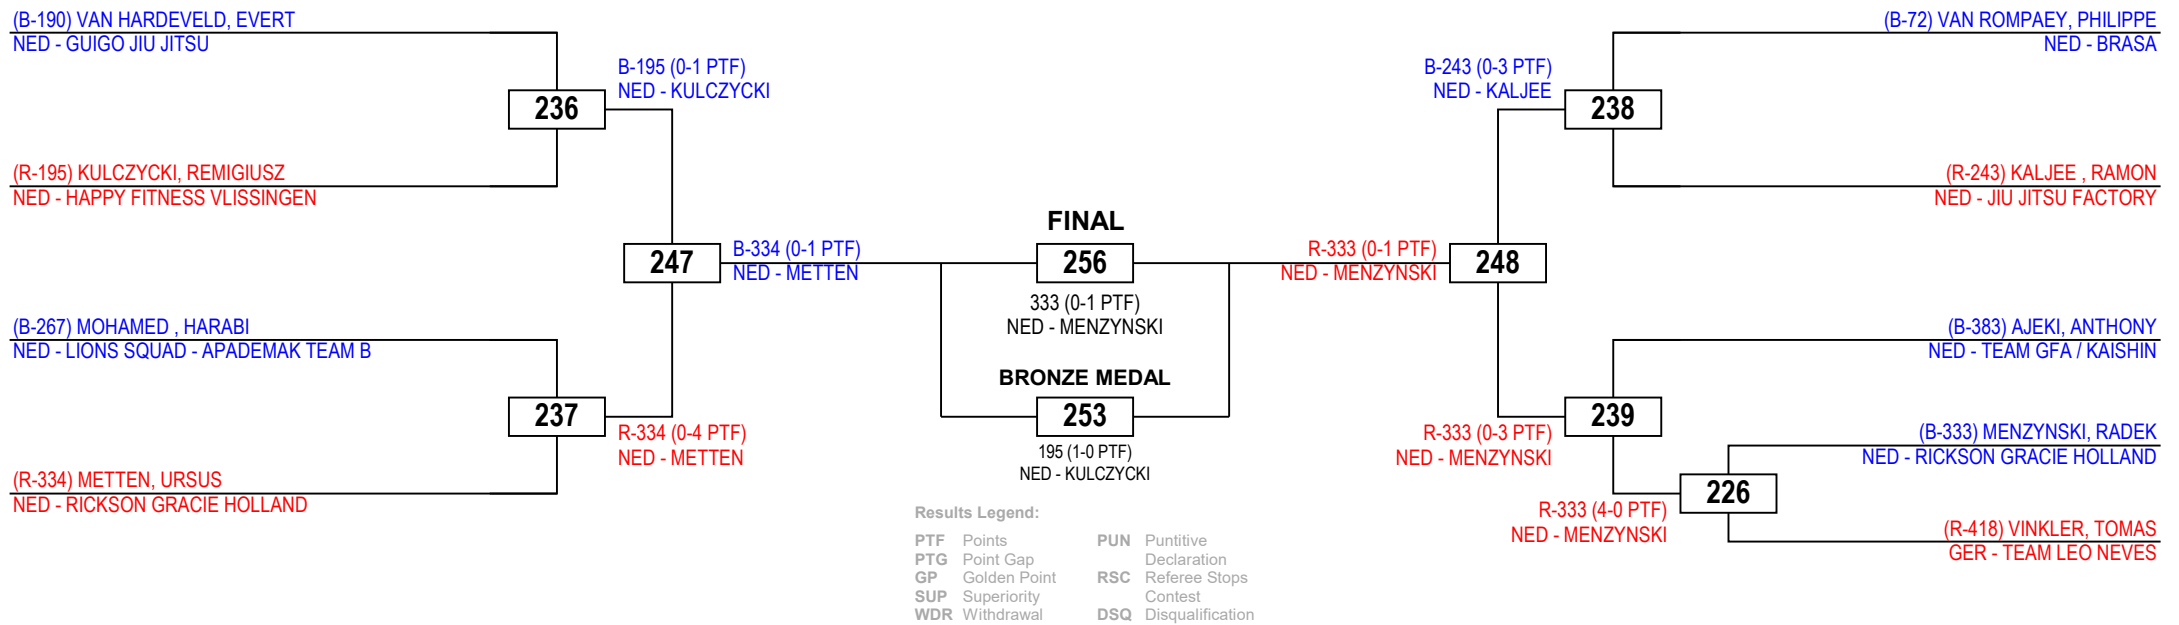 (B-190) VAN HARDEVELD, EVERT
NED - GUIGO JIU JITSU
B-195 (0-1 PTF)
NED - KULCZYCKI
236
(R-195) KULCZYCKI, REMIGIUSZ
NED - HAPPY FITNESS VLISSINGEN
247
B-334 (0-1 PTF)
NED - METTEN
(B-267) MOHAMED , HARABI
NED - LIONS SQUAD - APADEMAK TEAM B
237
R-334 (0-4 PTF)
NED - METTEN
(R-334) METTEN, URSUS
NED - RICKSON GRACIE HOLLAND
FINAL
256
333 (0-1 PTF)
NED - MENZYNSKI
BRONZE MEDAL
253
195 (1-0 PTF)
NED - KULCZYCKI
(B-72) VAN ROMPAEY, PHILIPPE
NED - BRASA
B-243 (0-3 PTF)
NED - KALJEE
238
(R-243) KALJEE , RAMON
NED - JIU JITSU FACTORY
R-333 (0-1 PTF)
NED - MENZYNSKI
248
(B-383) AJEKI, ANTHONY
NED - TEAM GFA / KAISHIN
239
R-333 (0-3 PTF)
NED - MENZYNSKI
(B-333) MENZYNSKI, RADEK
NED - RICKSON GRACIE HOLLAND
226
R-333 (4-0 PTF)
NED - MENZYNSKI
(R-418) VINKLER, TOMAS
GER - TEAM LEO NEVES
Results Legend:
PTF Points
PTG Point Gap
GP Golden Point
SUP Superiority
WDR Withdrawal
PUN Puntitive
Declaration
RSC Referee Stops
Contest
DSQ Disqualification